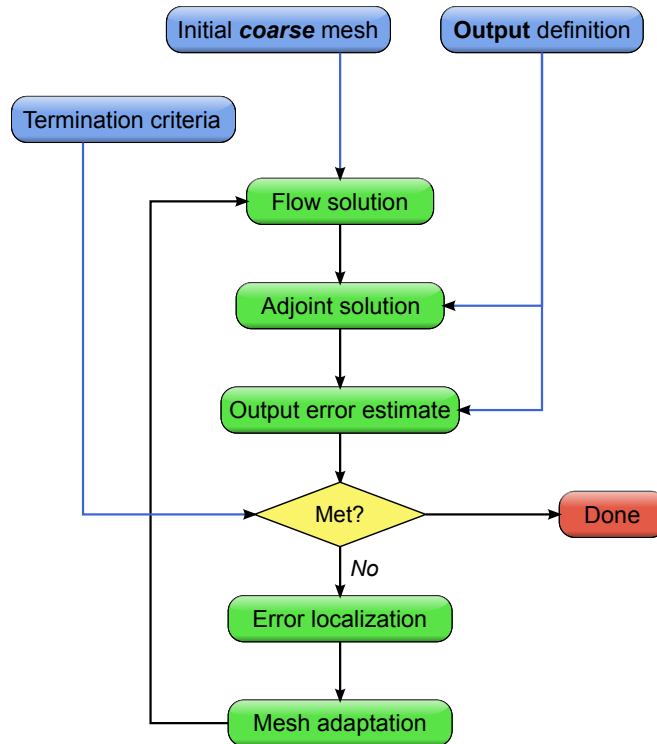 Initial coarse mesh
Output definition
Termination criteria
Flow solution
Adjoint solution
Output error estimate
Met?
Done
No
Error localization
Mesh adaptation